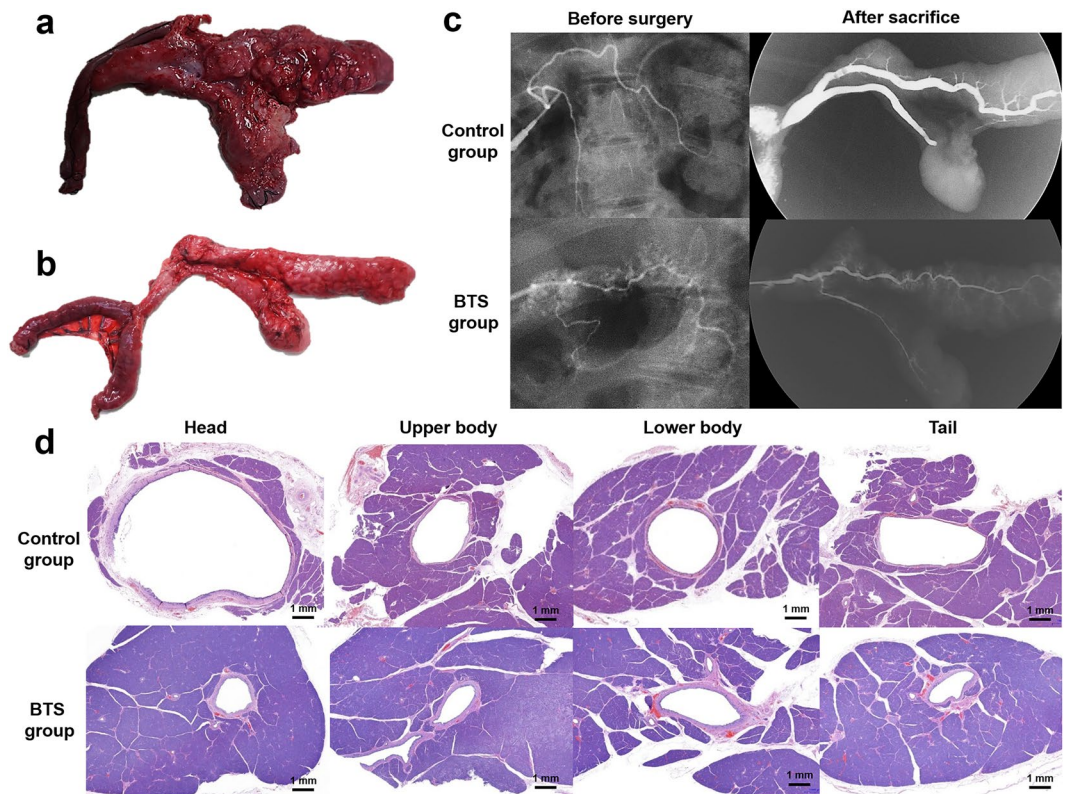 a
b
c
Before surgery
After sacrifice
Control
group
BTS
group
d
Head
Upper body
Lower body
Tail
Control
group
1 mm
1 mm
1 mm
1 mm
BTS
group
1 mm
1 mm
1 mm
1 mm